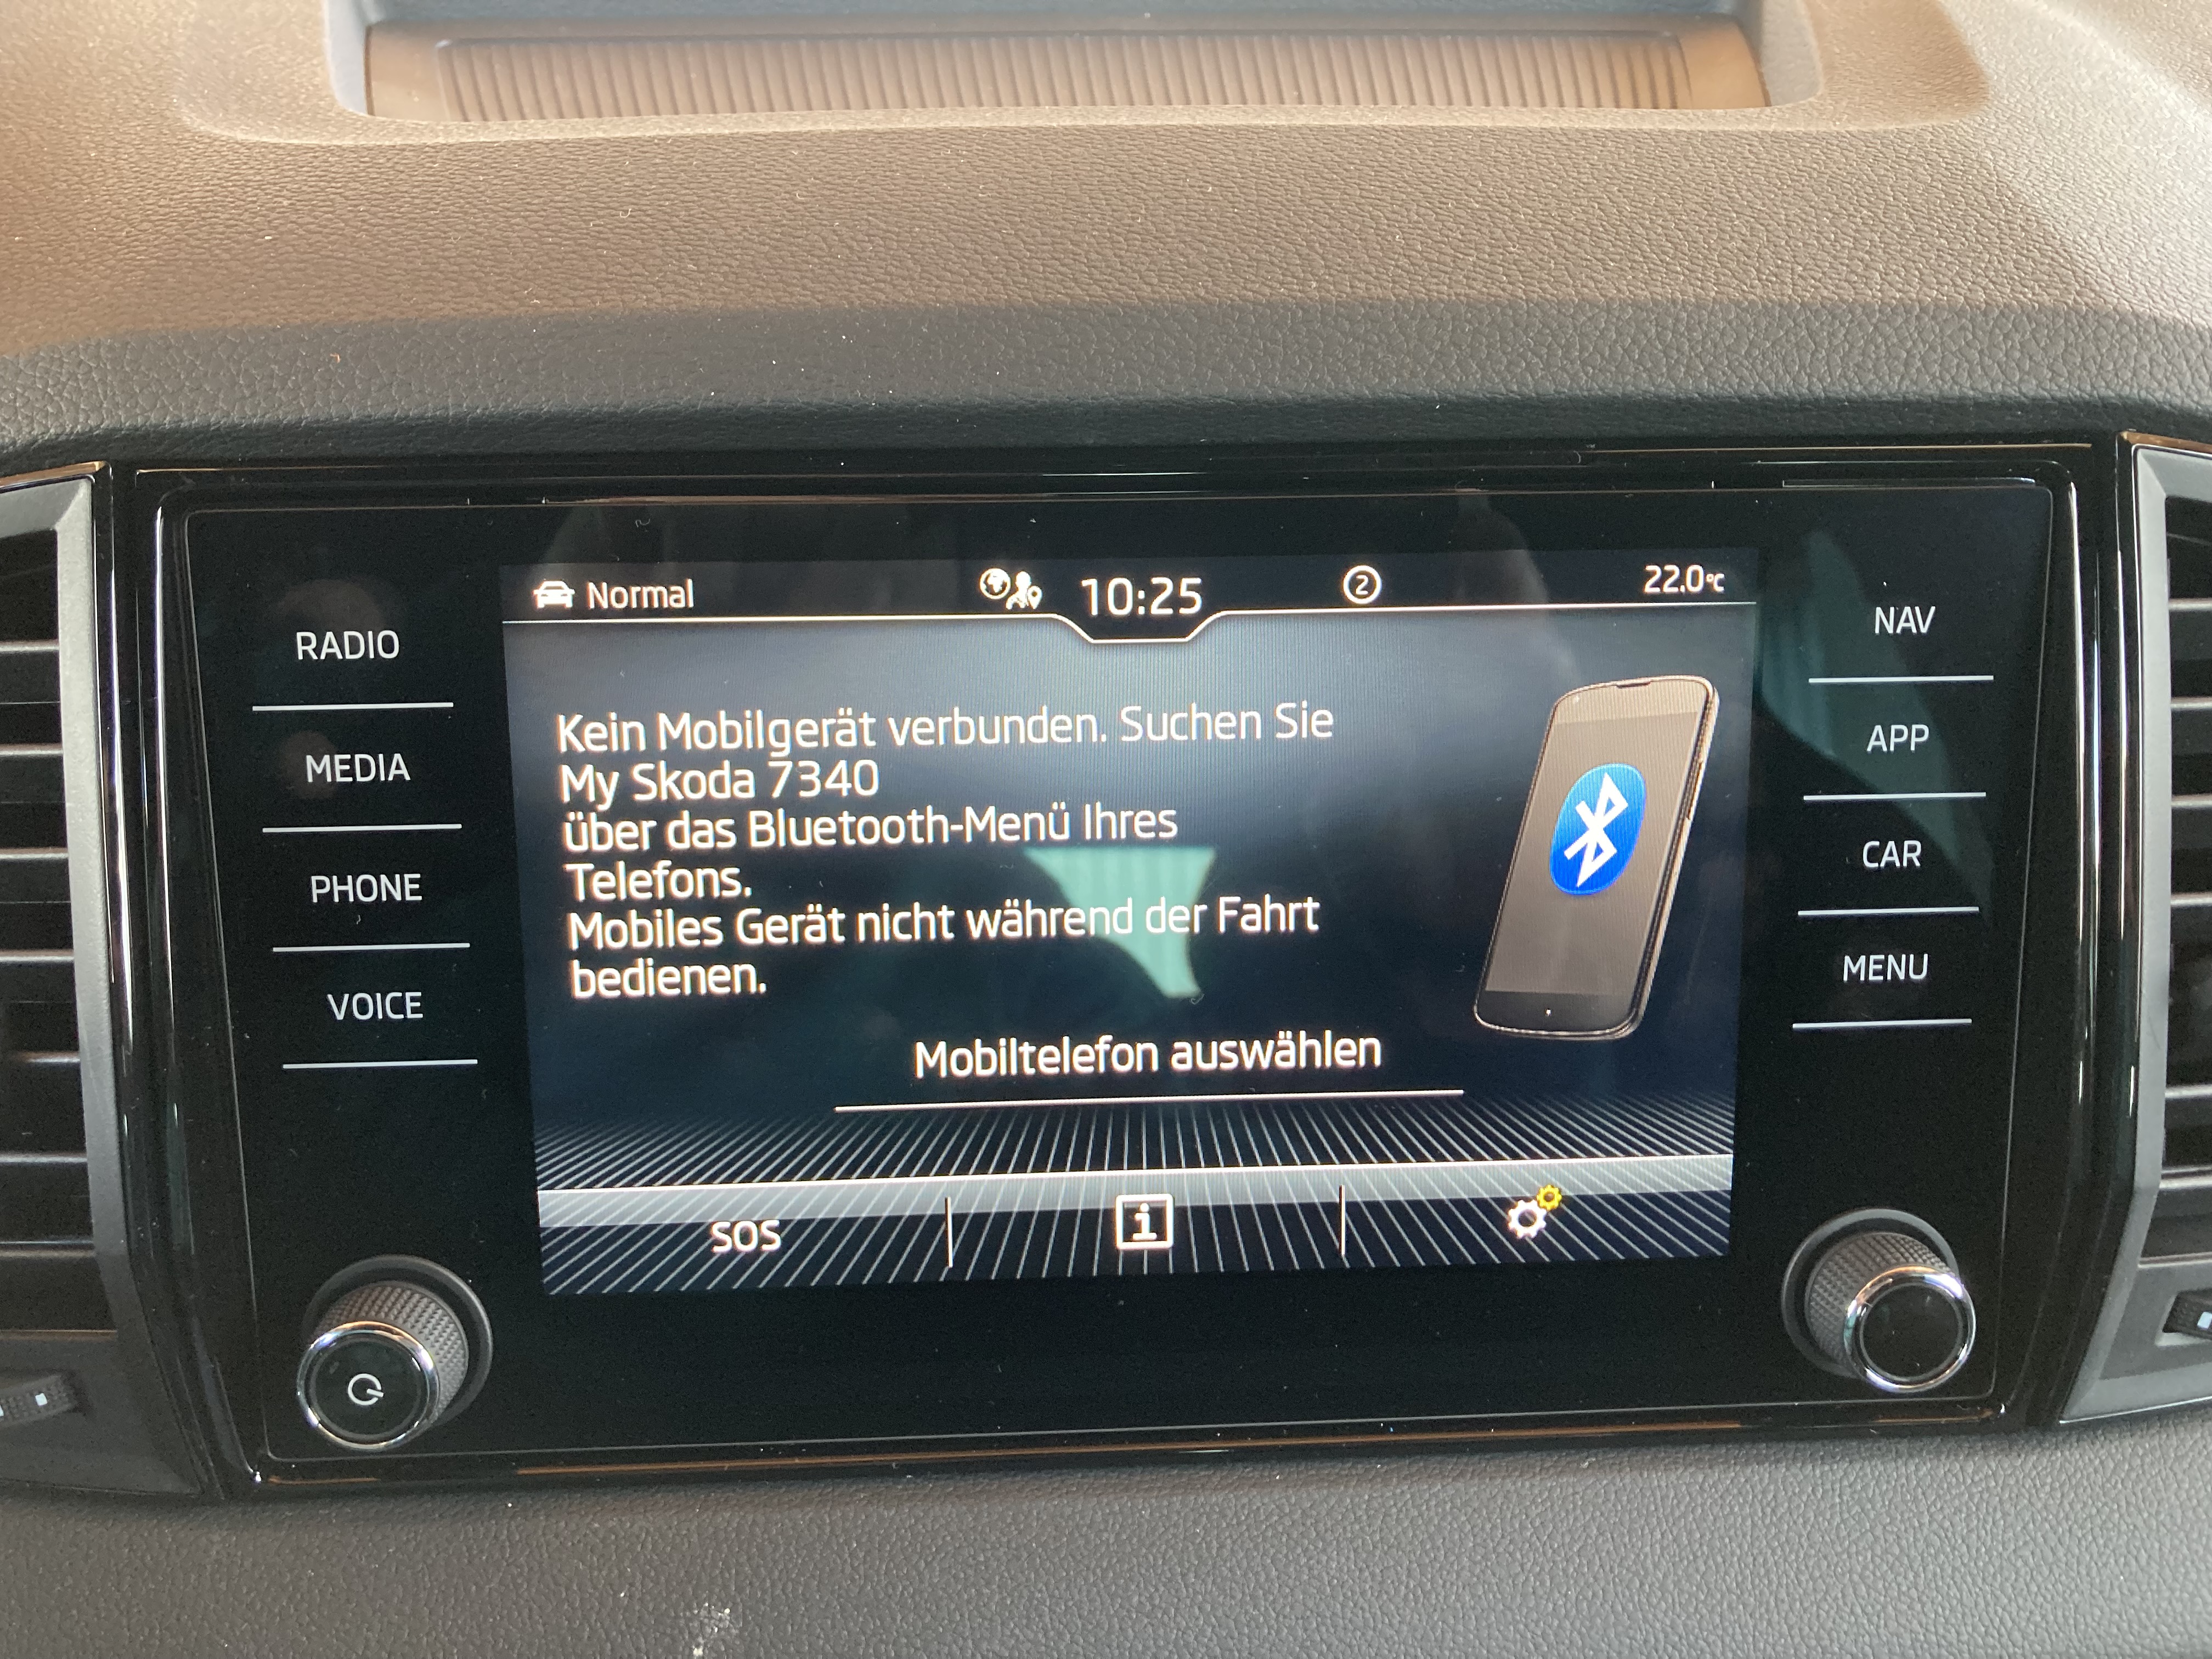 Normal
10:25
2
22.0°C
RADIO
MEDIA
PHONE
VOICE
Kein Mobilgerät verbunden. Suchen Sie
My Skoda 7340
über das Bluetooth-Menü Ihres
Telefons.
Mobiles Gerät nicht während der Fahrt
bedienen.
Mobiltelefon auswählen
SOS
i
NAV
APP
CAR
MENU